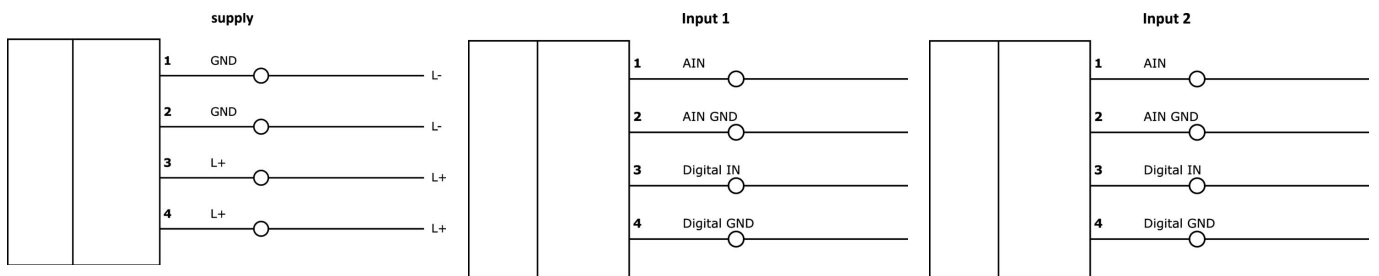 supply
1 GND L-
2 GND L-
3 L+ L+
4 L+ L+
Input 1
1 AIN
2 AIN GND
3 Digital IN
4 Digital GND
Input 2
1 AIN
2 AIN GND
3 Digital IN
4 Digital GND